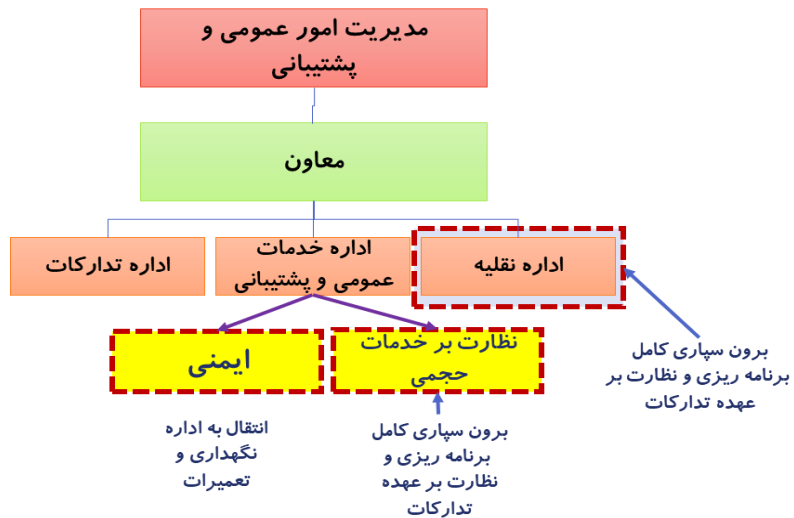 مدیریت امور عمومی و
پشتیبانی
معاون
اداره نقلیه
اداره خدمات
عمومی و پشتیبانی
اداره تدارکات
برون سپاری کامل
برنامه ریزی و نظارت بر
عهده تدارکات
نظارت بر خدمات
حجمی
ایمنی
برون سپاری کامل
برنامه ریزی و
نظارت بر عهده
تدارکات
انتقال به اداره
نگهداری و
تعمیرات